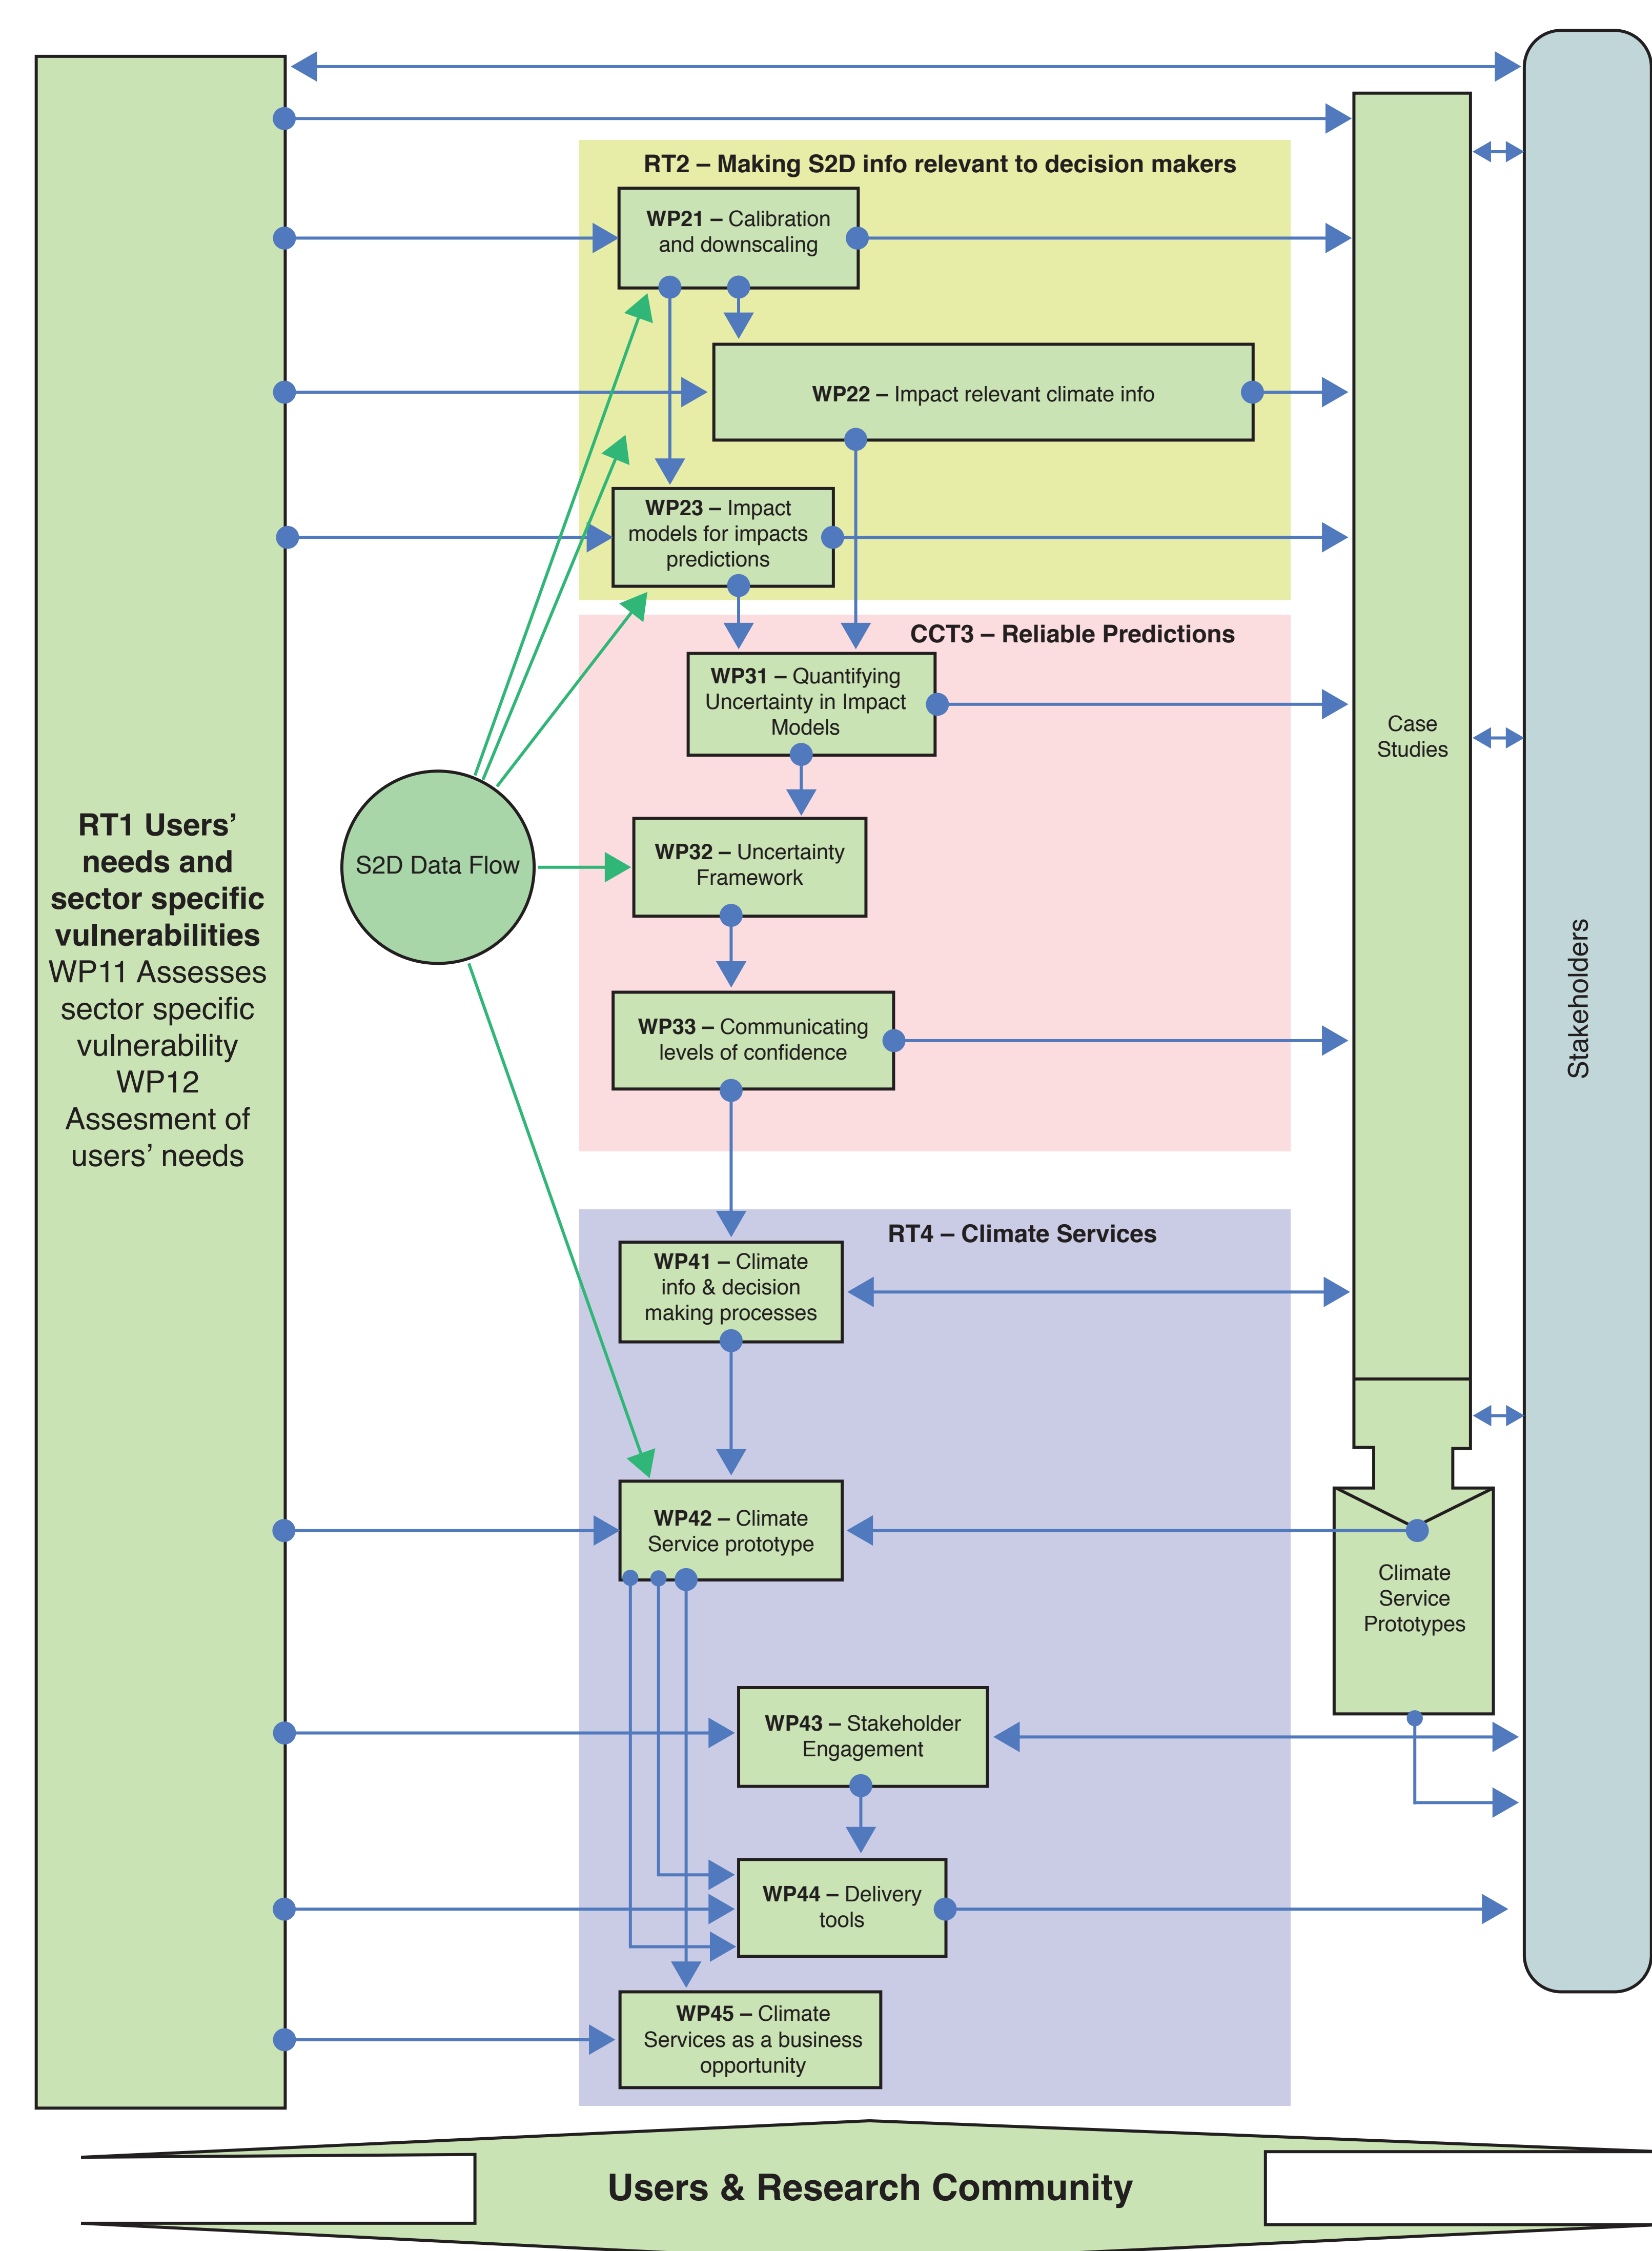 RT1 Users’
needs and
sector specific
vulnerabilities
WP11 Assesses
sector specific
vulnerability
WP12
Assesment of
users’ needs
S2D Data Flow
RT2 – Making S2D info relevant to decision makers
WP21 – Calibration
and downscaling
WP22 – Impact relevant climate info
WP23 – Impact
models for impacts
predictions
CCT3 – Reliable Predictions
WP31 – Quantifying
Uncertainty in Impact
Models
WP32 – Uncertainty
Framework
WP33 – Communicating
levels of confidence
RT4 – Climate Services
WP41 – Climate
info & decision
making processes
WP42 – Climate
Service prototype
WP43 – Stakeholder
Engagement
WP44 – Delivery
tools
WP45 – Climate
Services as a business
opportunity
Case
Studies
Climate
Service
Prototypes
Stakeholders
Users & Research Community